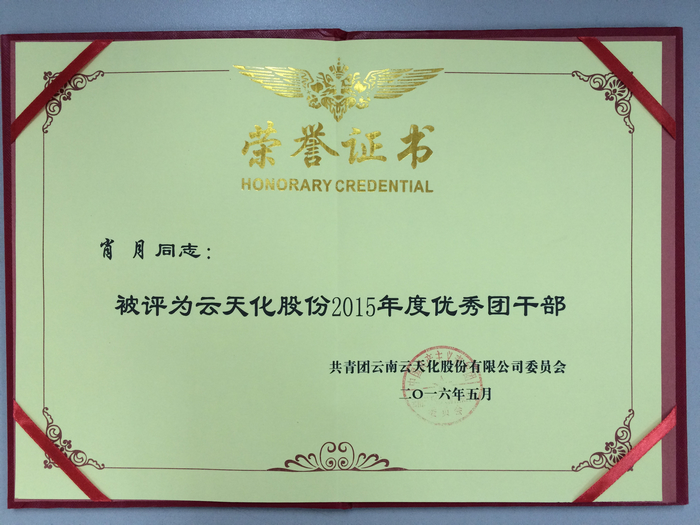 荣誉证书
HONORARY CREDENTIAL
肖 月 同志：
被评为云天化股份2015年度优秀团干部
共青团云南云天化股份有限公司委员会
二〇一六年五月